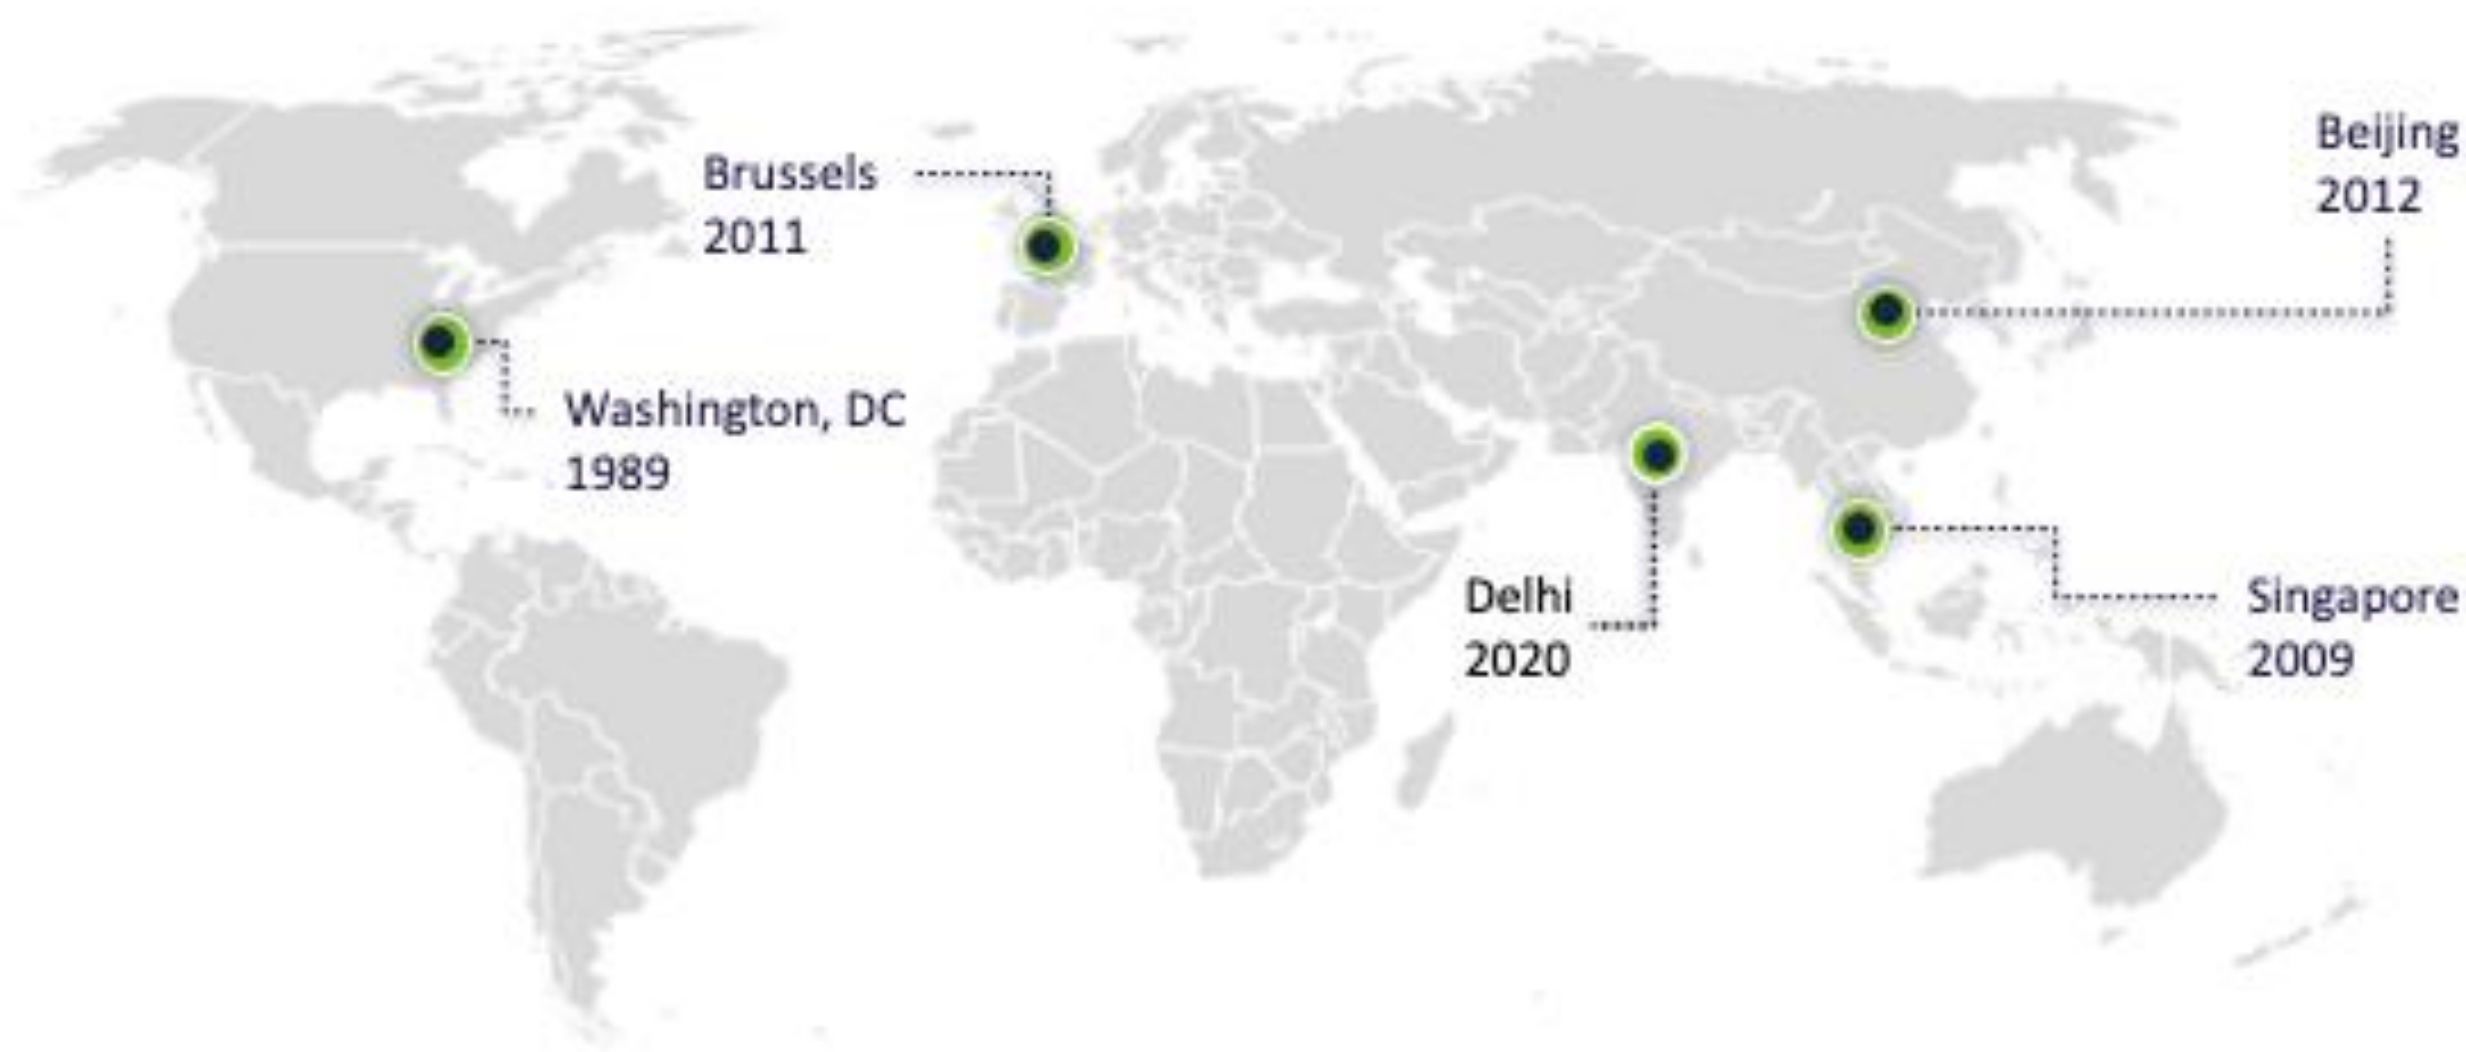 Brussels
2011
Beijing
2012
Washington, DC
1989
Delhi
2020
Singapore
2009